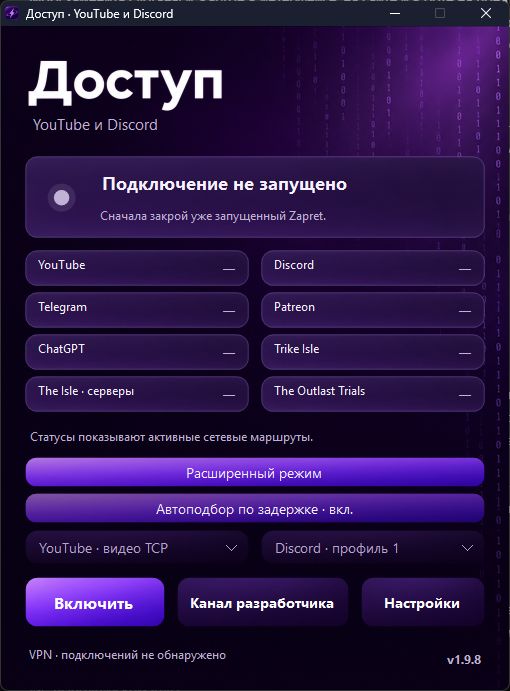 Доступ · YouTube и Discord
Доступ
YouTube и Discord
Подключение не запущено
Сначала закрой уже запущенный Zapret.
YouTube —
Discord —
Telegram —
Patreon —
ChatGPT —
Trike Isle —
The Isle · серверы —
The Outlast Trials —
Статусы показывают активные сетевые маршруты.
Расширенный режим
Автоподбор по задержке · вкл.
YouTube · видео TCP
Discord · профиль 1
Включить
Канал разработчика
Настройки
VPN · подключений не обнаружено
v1.9.8